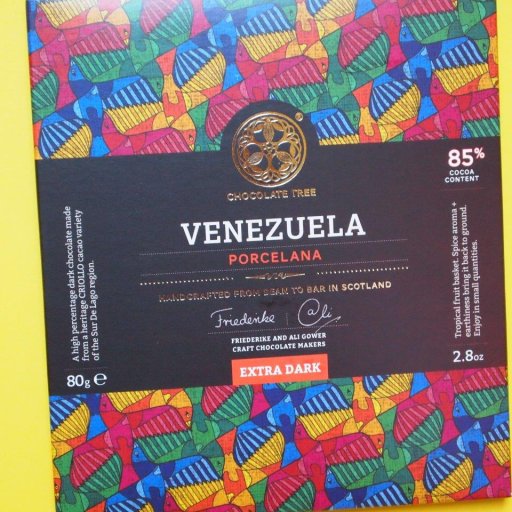 CHOCOLATE TREE
85%
COCOA
CONTENT
VENEZUELA
PORCELANA
HANDCRAFTED FROM BEAN TO BAR IN SCOTLAND
Friederike Ali
FRIEDERIKE AND ALI GOWER
CRAFT CHOCOLATE MAKERS
EXTRA DARK
A high percentage dark chocolate made
from a heritage CRIOLLO cacao variety
of the Sur De Lago region.
80g ℮
Tropical fruit basket. Spice aroma +
earthiness bring it back to ground.
Enjoy in small quantities.
2.8oz